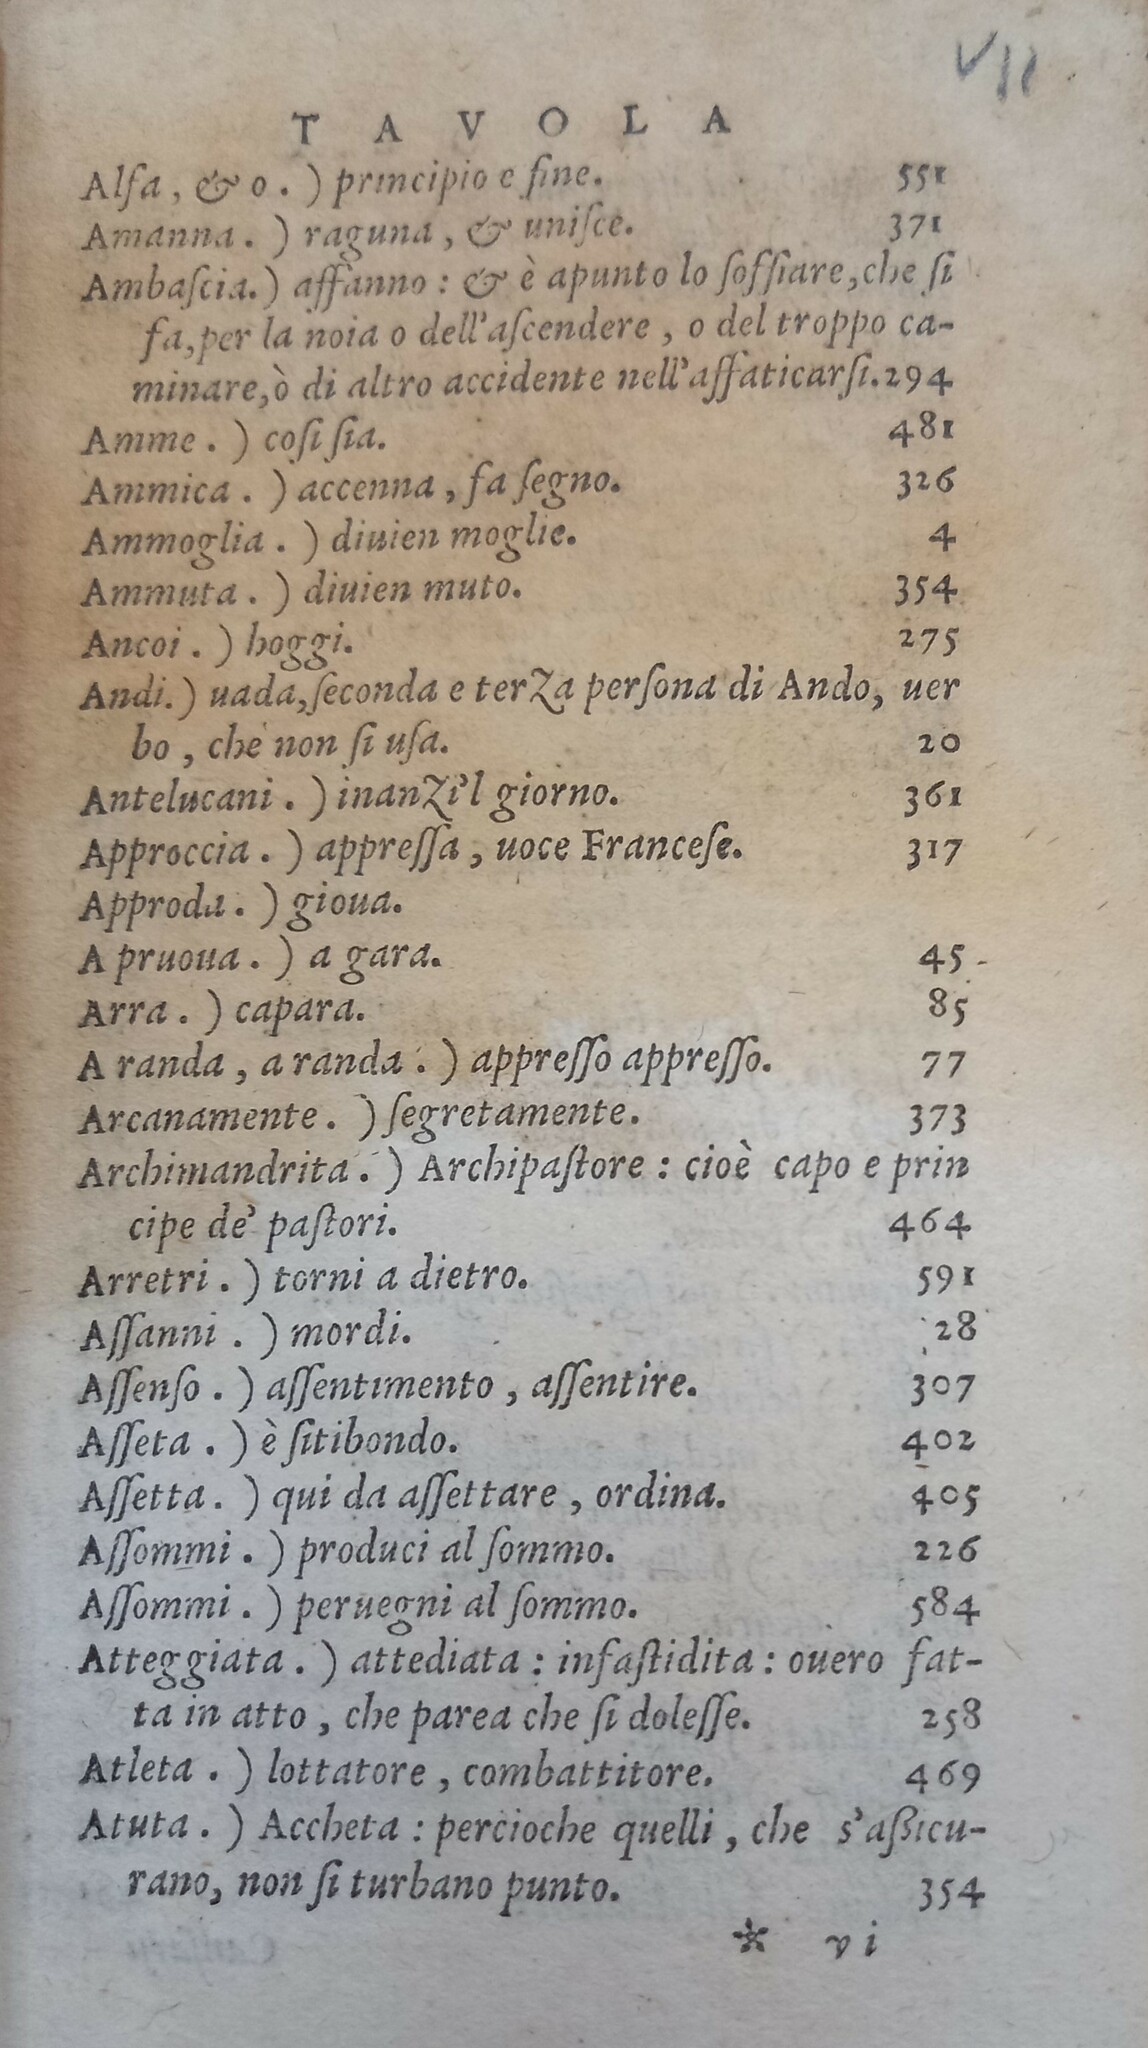 VII
TAVOLA
Alfa, & o.) principio e fine. 551
Amanna.) raguna, & uniſce. 371
Ambaſcia.) affanno: & è apunto lo ſoffiare, che ſi
fa, per la noia o dell'aſcendere, o del troppo ca-
minare, ò di altro accidente nell'affaticarſi. 294
Amme.) coſi ſia. 481
Ammica.) accenna, fa ſegno. 326
Ammoglia.) diuien moglie. 4
Ammuta.) diuien muto. 354
Ancoi.) hoggi. 275
Andi.) uada, ſeconda e terza perſona di Ando, uer
bo, che non ſi uſa. 20
Antelucani.) inanzi'l giorno. 361
Approccia.) appreſſa, uoce Franceſe. 317
Approda.) gioua.
A pruoua.) a gara. 45
Arra.) capara. 85
A randa, a randa.) appreſſo appreſſo. 77
Arcanamente.) ſegretamente. 373
Archimandrita.) Archipaſtore: cioè capo e prin
cipe de' paſtori. 464
Arretri.) torni a dietro. 591
Aſſanni.) mordi. 28
Aſſenſo.) aſſentimento, aſſentire. 307
Aſſeta.) è ſitibondo. 402
Aſſetta.) qui da aſſettare, ordina. 405
Aſſommi.) produci al ſommo. 226
Aſſommi.) peruegni al ſommo. 584
Atteggiata.) attediata: infaſtidita: ouero fat-
ta in atto, che parea che ſi doleſſe. 258
Atleta.) lottatore, combattitore. 469
Atuta.) Accheta: percioche quelli, che s'aßicu-
rano, non ſi turbano punto. 354
* vi